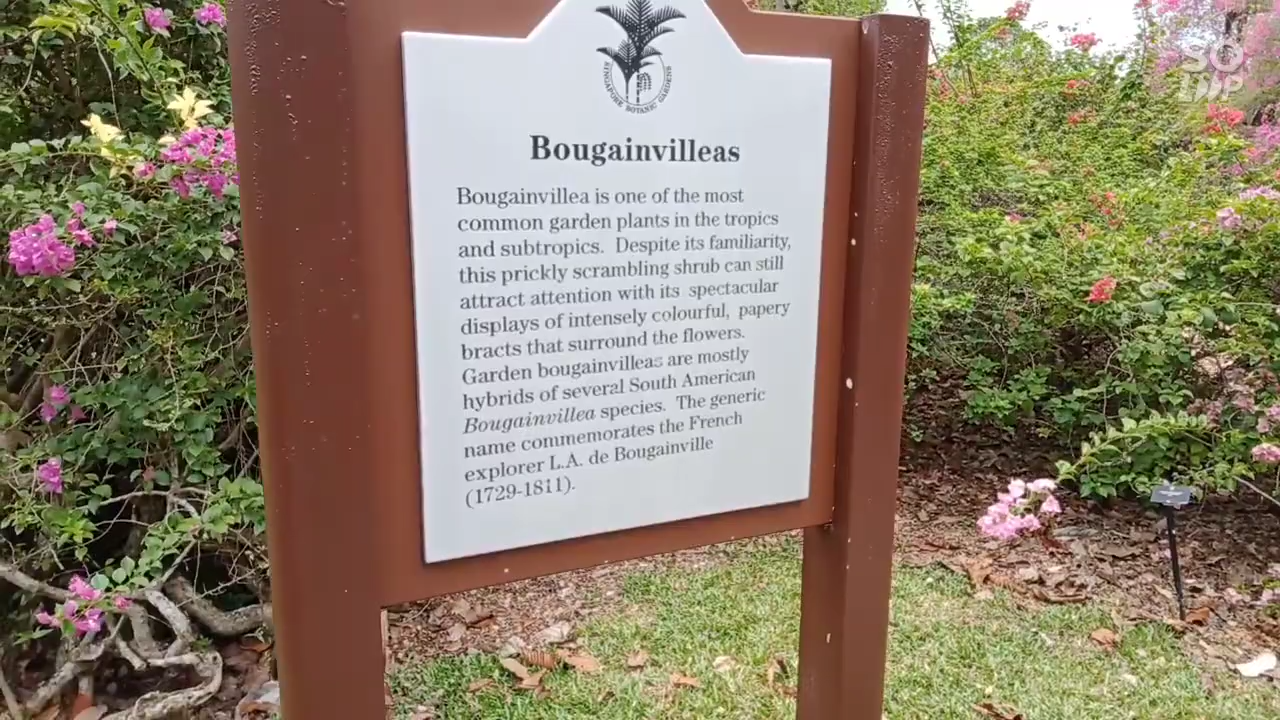 SINGAPORE BOTANIC GARDENS
Bougainvilleas
Bougainvillea is one of the most
common garden plants in the tropics
and subtropics. Despite its familiarity,
this prickly scrambling shrub can still
attract attention with its spectacular
displays of intensely colourful, papery
bracts that surround the flowers.
Garden bougainvilleas are mostly
hybrids of several South American
Bougainvillea species. The generic
name commemorates the French
explorer L.A. de Bougainville
(1729-1811).